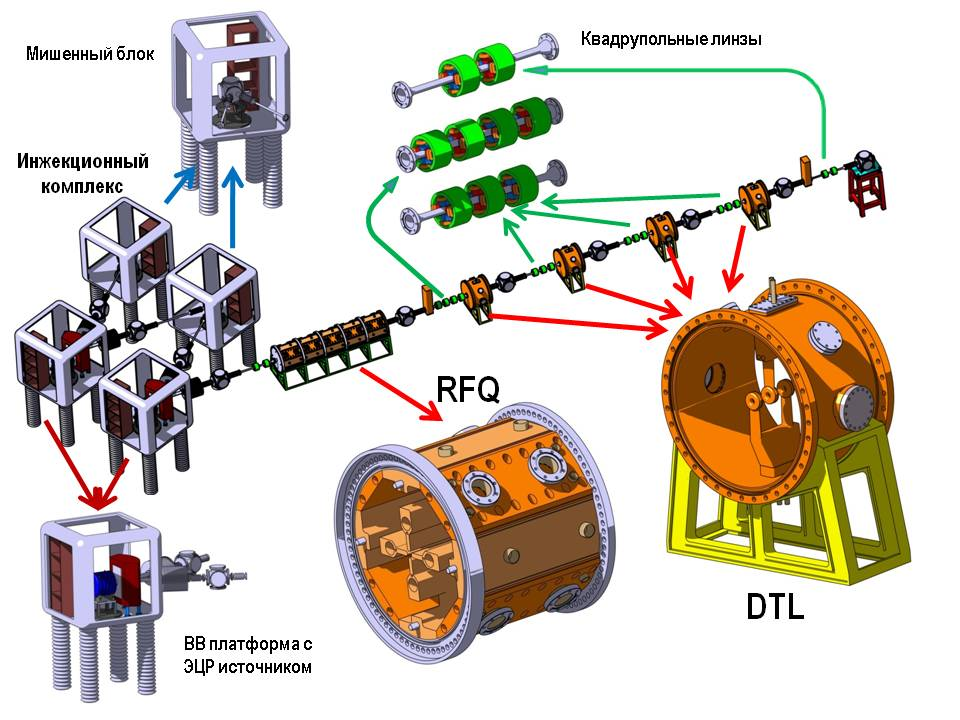 Мишенный блок
Квадрупольные линзы
Инжекционный
комплекс
RFQ
DTL
ВВ платформа с
ЭЦР источником